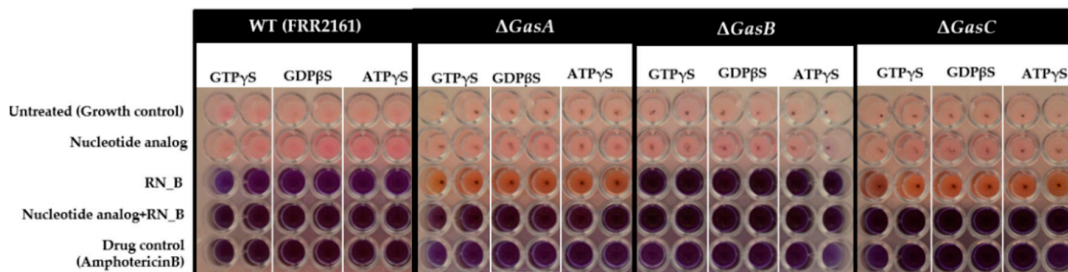 WT (FRR2161) ΔGasA ΔGasB ΔGasC
GTPγS GDPβS ATPγS GTPγS GDPβS ATPγS GTPγS GDPβS ATPγS GTPγS GDPβS ATPγS
Untreated (Growth control)
Nucleotide analog
RN_B
Nucleotide analog+RN_B
Drug control
(AmphotericinB)